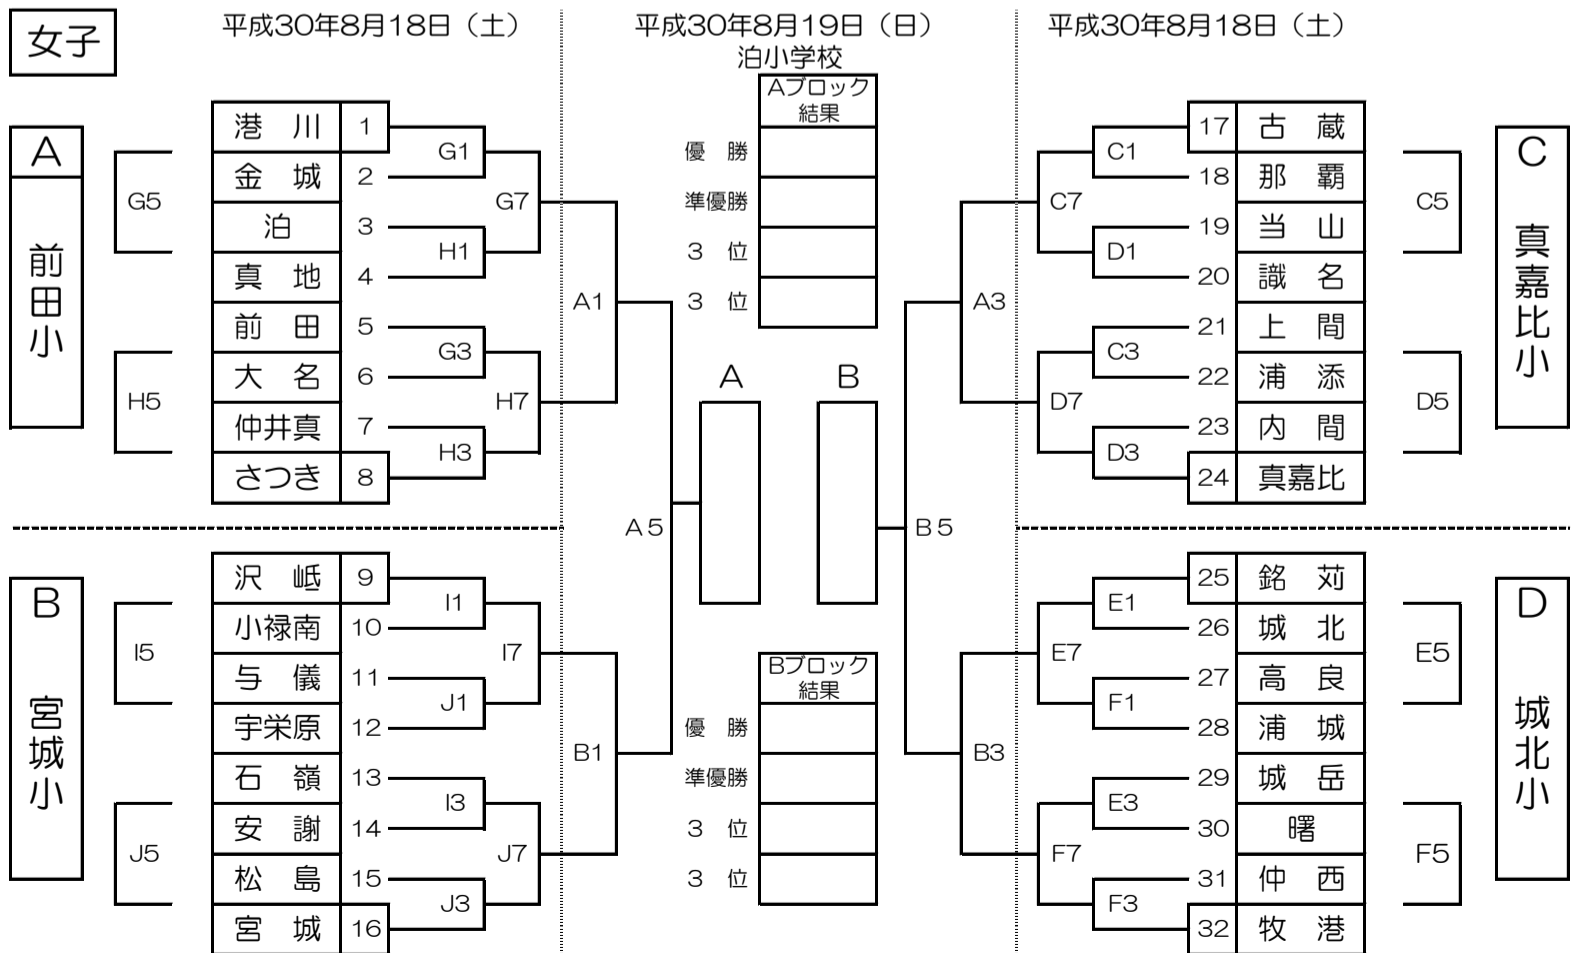 女子
平成30年8月18日（土）
平成30年8月19日（日）
泊小学校
平成30年8月18日（土）
A
前田小
G5
H5
港川 1
金城 2
泊 3
真地 4
前田 5
大名 6
仲井真 7
さつき 8
G1
H1
G3
H3
G7
H7
A1
B
宮城小
I5
J5
沢岻 9
小禄南 10
与儀 11
宇栄原 12
石嶺 13
安謝 14
松島 15
宮城 16
I1
J1
I3
J3
I7
J7
B1
A5
Aブロック
結果
優勝
準優勝
3位
3位
A
B
Bブロック
結果
優勝
準優勝
3位
3位
B5
A3
C7
D7
C1
D1
C3
D3
17 古蔵
18 那覇
19 当山
20 識名
21 上間
22 浦添
23 内間
24 真嘉比
C5
D5
C
真嘉比小
B3
E7
F7
E1
F1
E3
F3
25 銘苅
26 城北
27 高良
28 浦城
29 城岳
30 曙
31 仲西
32 牧港
E5
F5
D
城北小